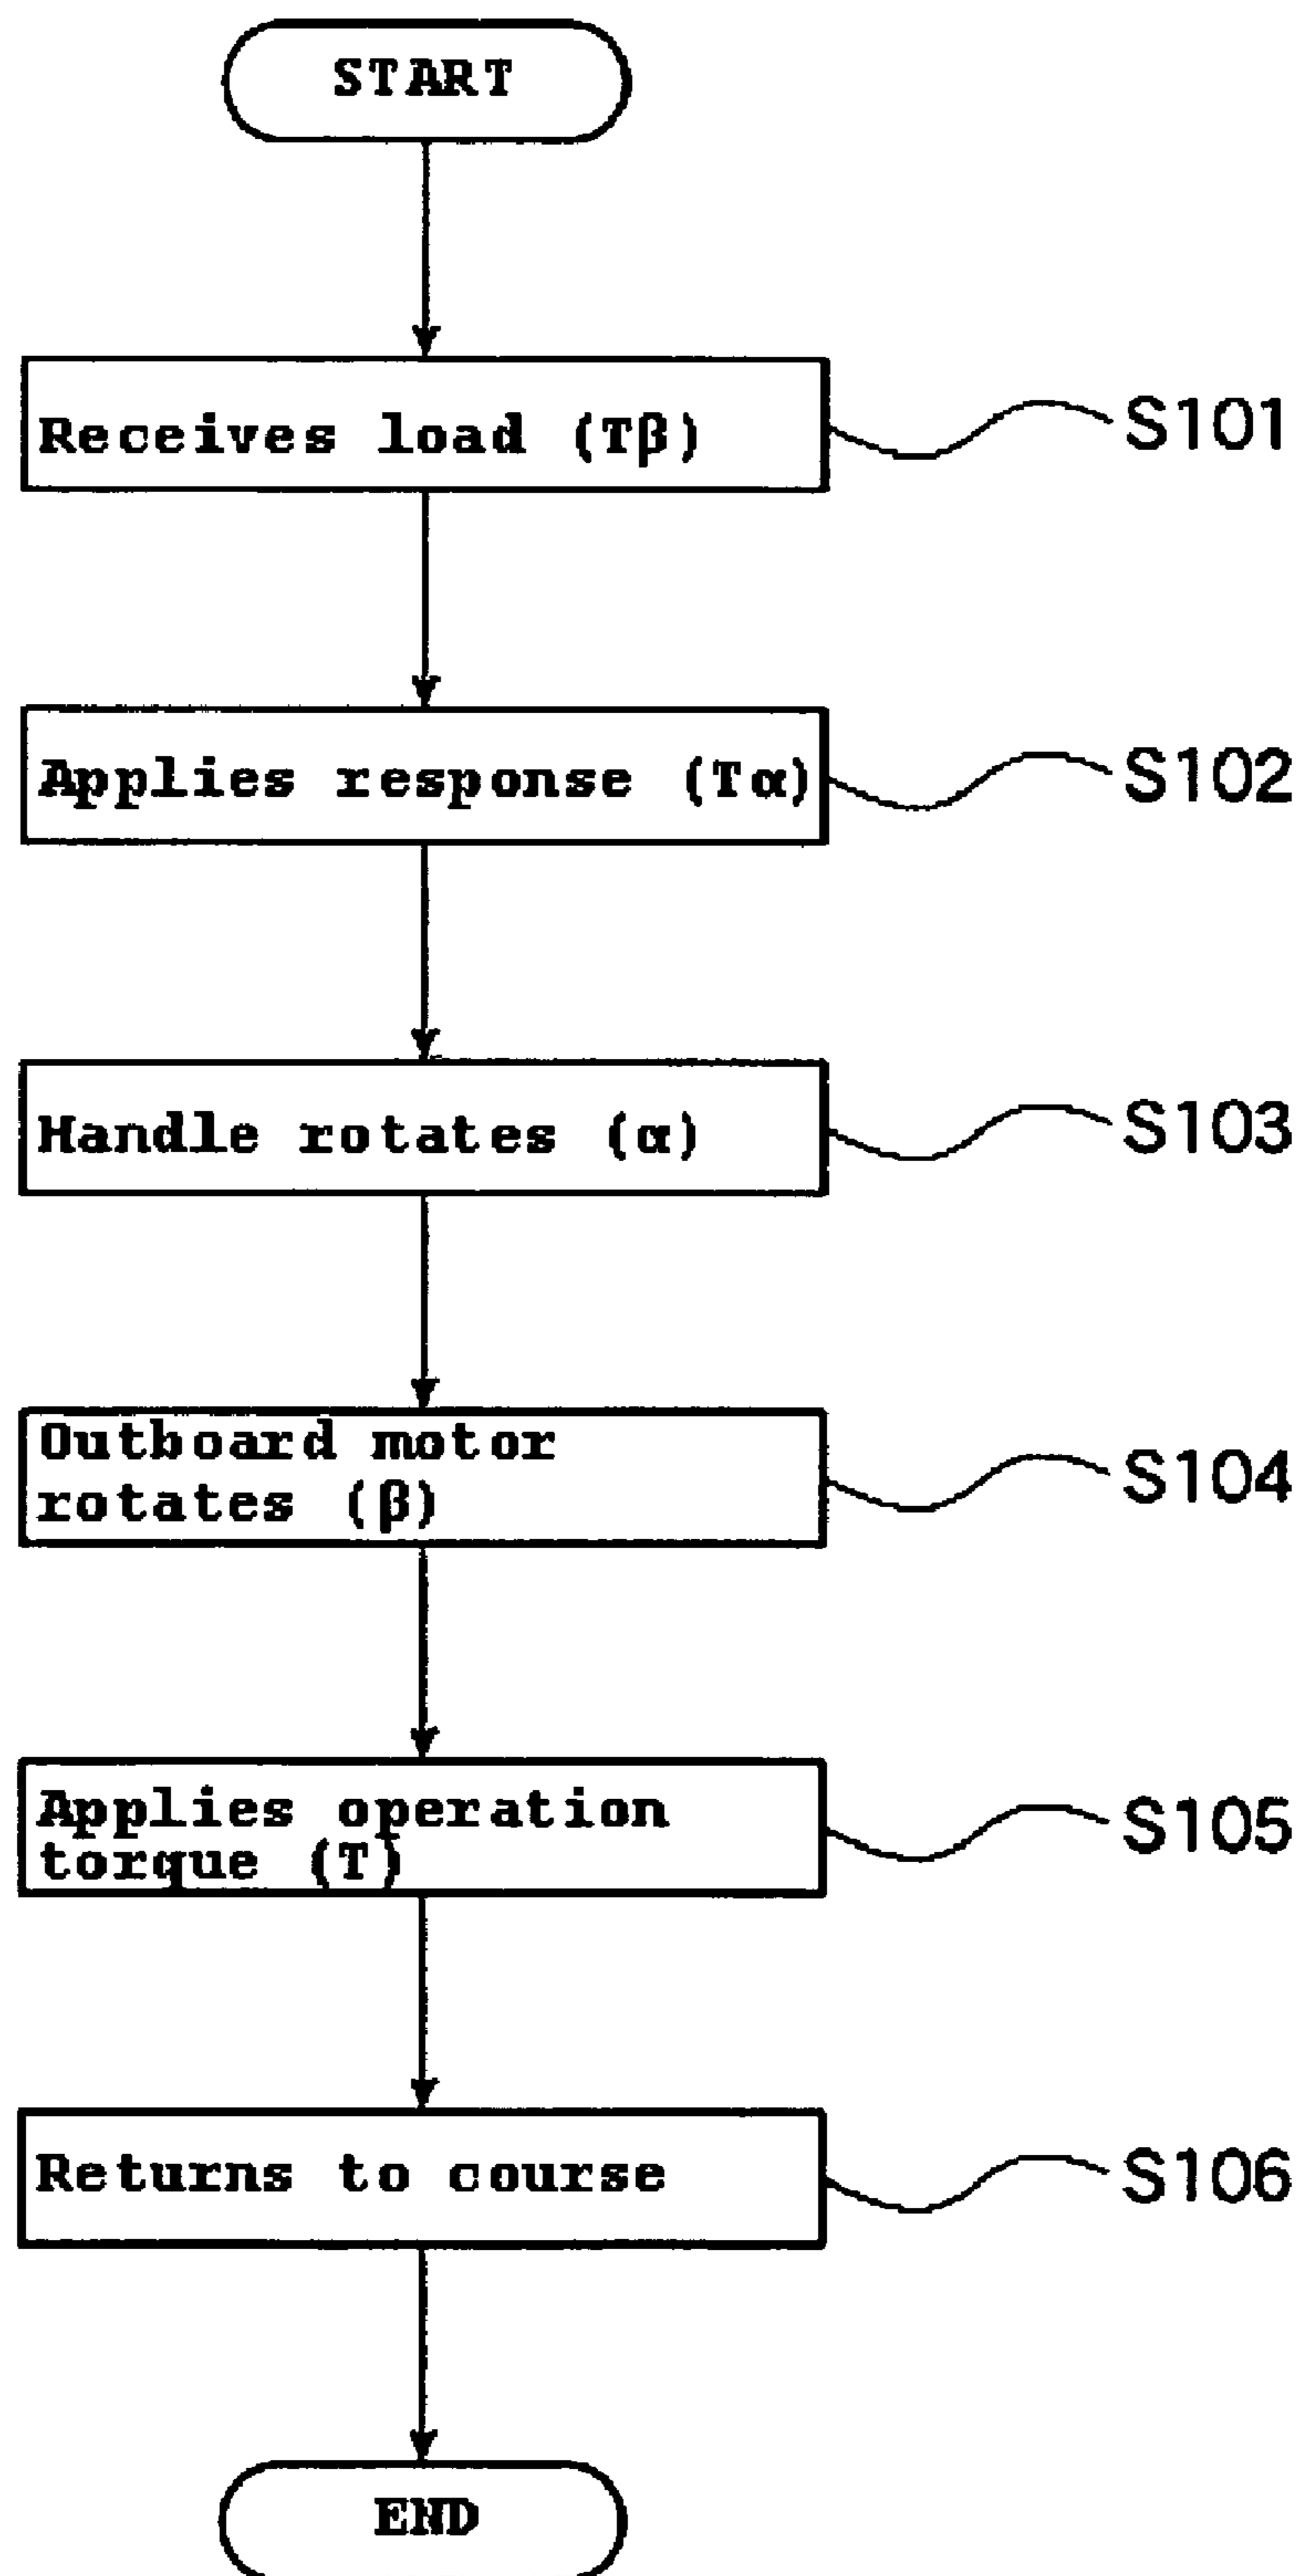 START
Receives load (Tβ)
S101
Applies response (Tα)
S102
Handle rotates (α)
S103
Outboard motor
rotates (β)
S104
Applies operation
torque (T)
S105
Returns to course
S106
END